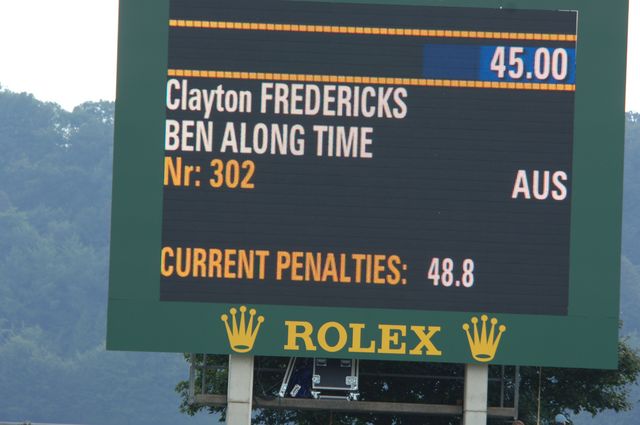 45.00
Clayton FREDERICKS
BEN ALONG TIME
Nr: 302 AUS
CURRENT PENALTIES: 48.8
ROLEX